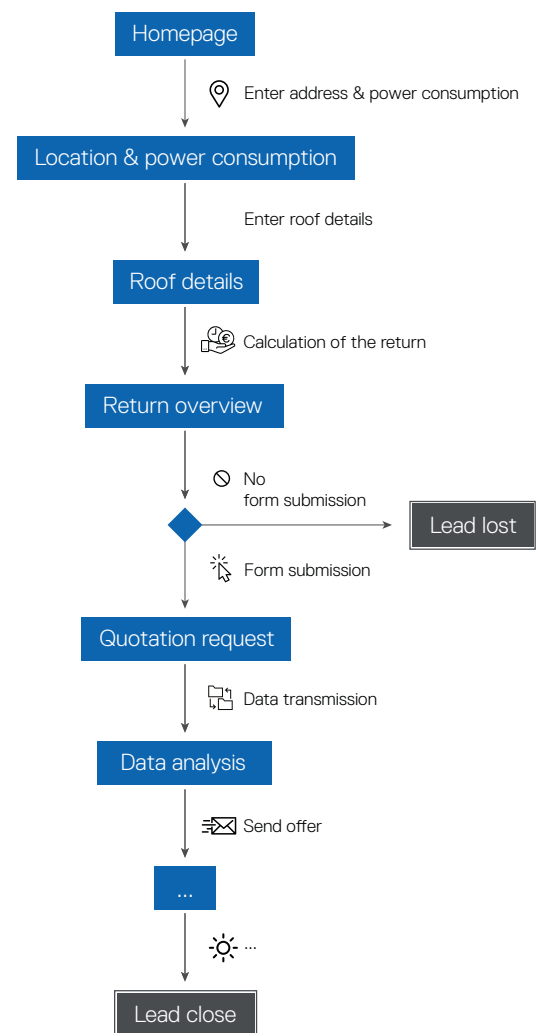 Homepage
Enter address & power consumption
Location & power consumption
Enter roof details
Roof details
Calculation of the return
Return overview
No
form submission
Lead lost
Form submission
Quotation request
Data transmission
Data analysis
Send offer
...
...
Lead close